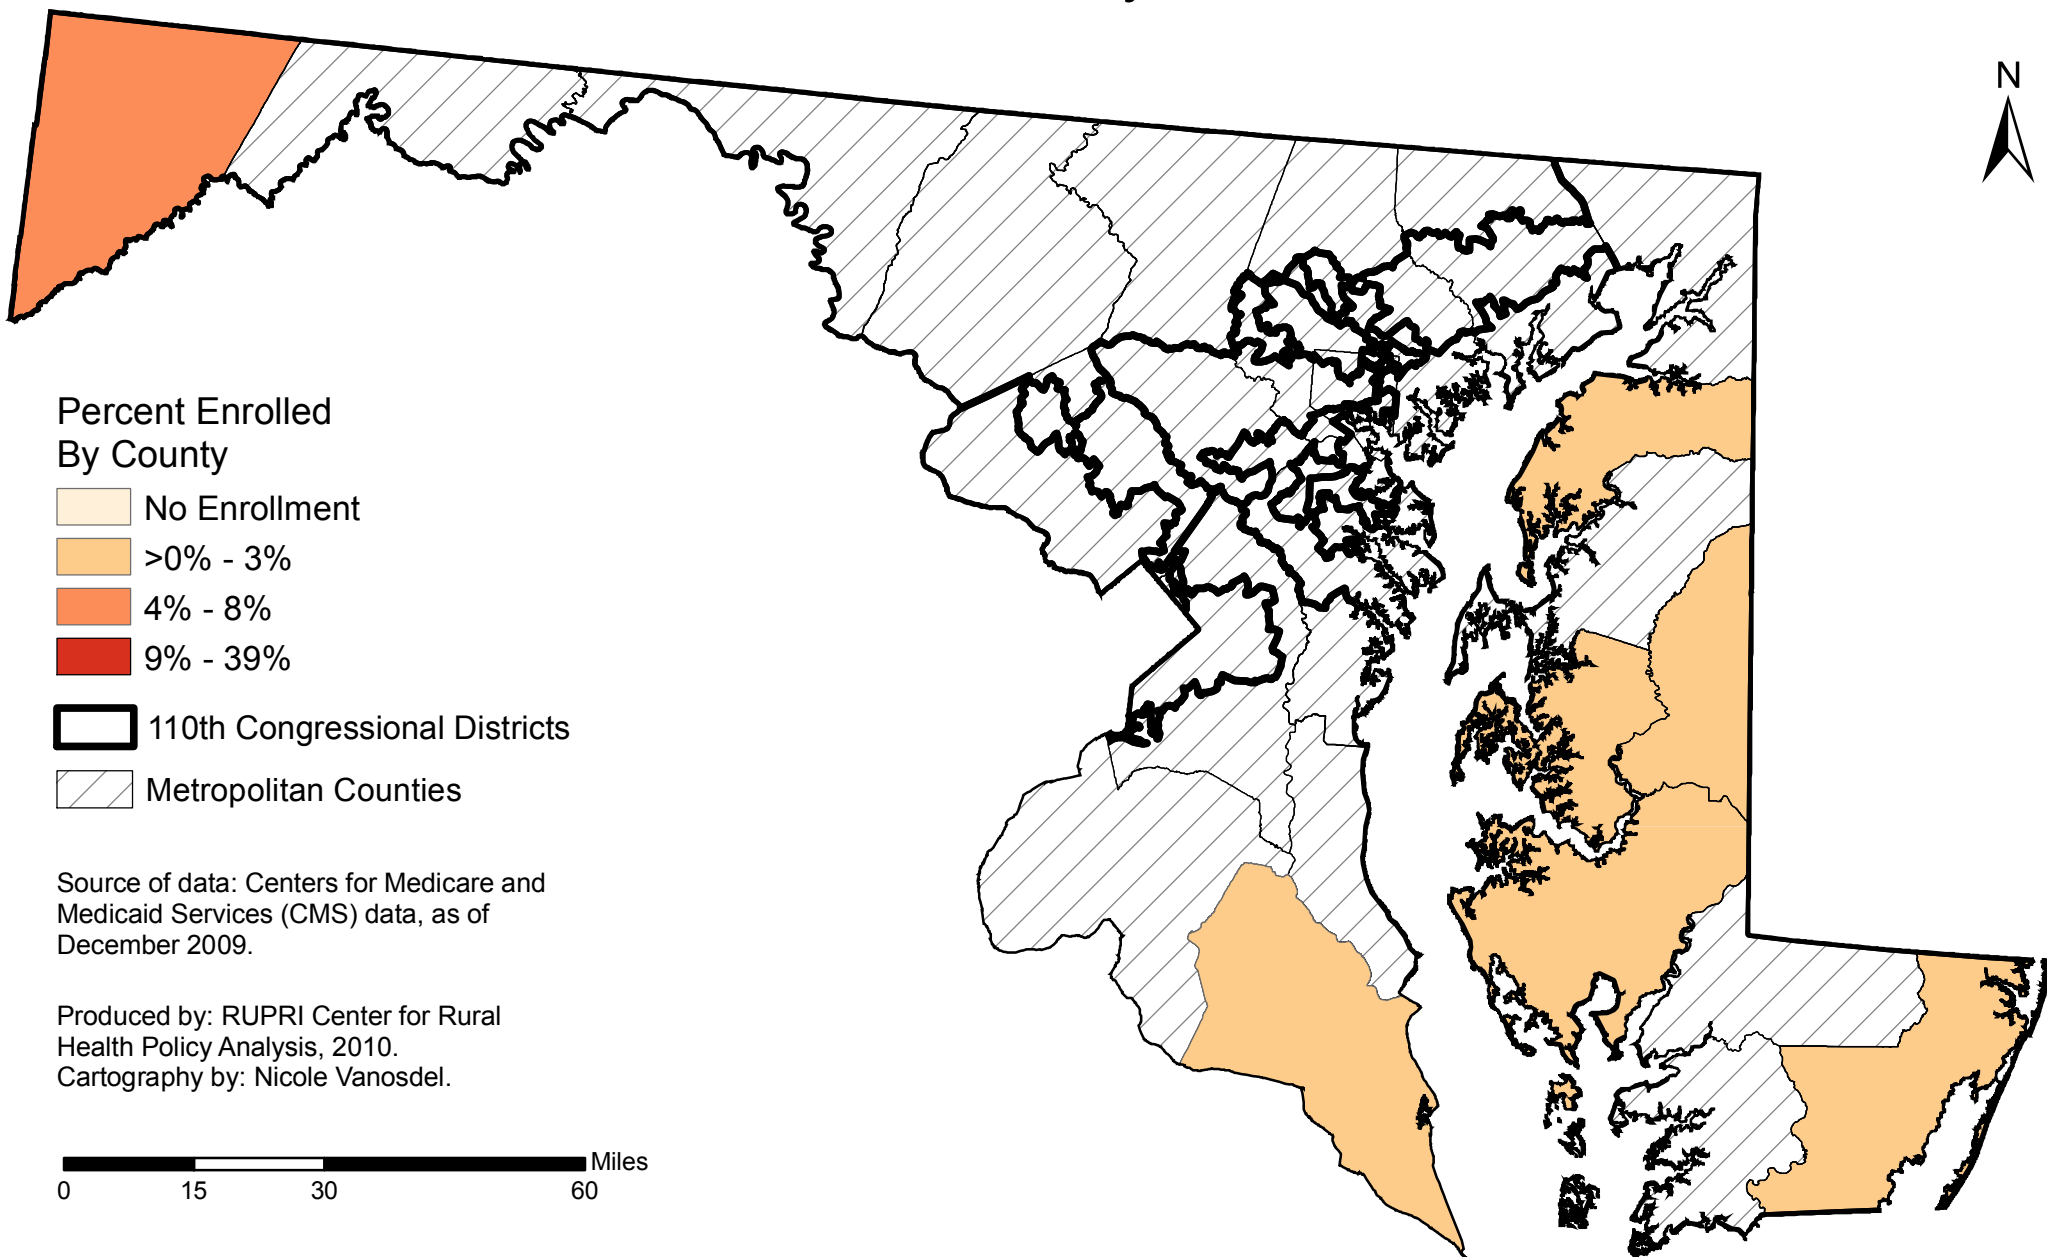 N
Percent Enrolled
By County
No Enrollment
>0% - 3%
4% - 8%
9% - 39%
110th Congressional Districts
Metropolitan Counties
Source of data: Centers for Medicare and
Medicaid Services (CMS) data, as of
December 2009.
Produced by: RUPRI Center for Rural
Health Policy Analysis, 2010.
Cartography by: Nicole Vanosdel.
Miles
0 15 30 60